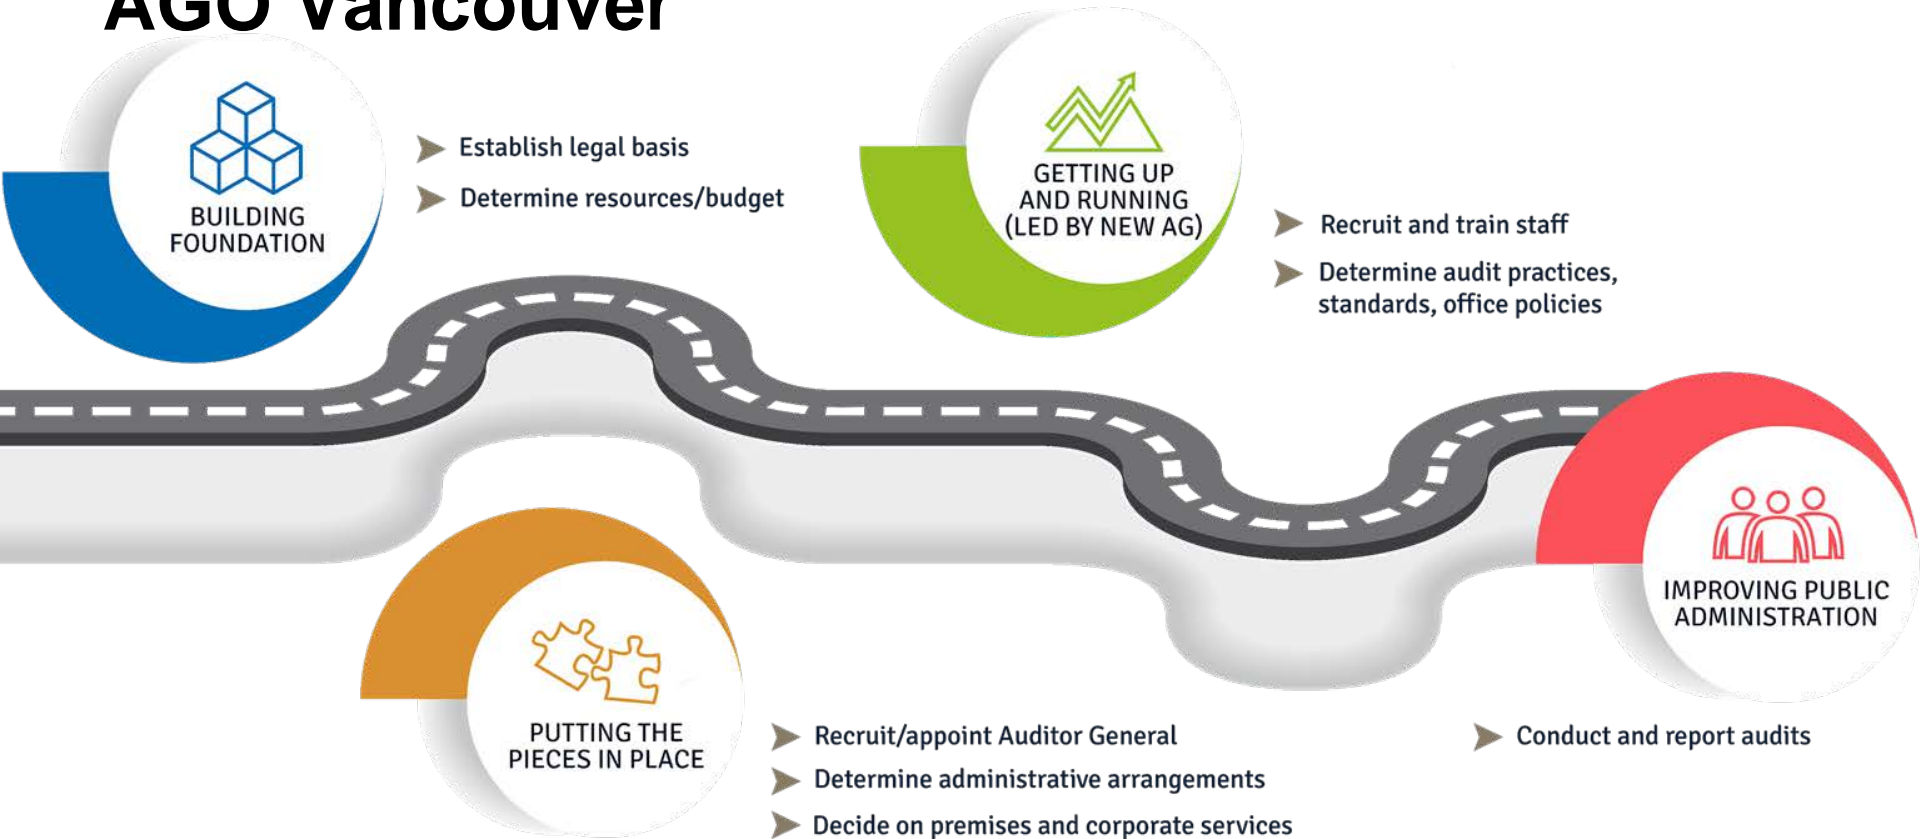 AGO Vancouver
BUILDING
FOUNDATION
Establish legal basis
Determine resources/budget
GETTING UP
AND RUNNING
(LED BY NEW AG)
Recruit and train staff
Determine audit practices,
standards, office policies
PUTTING THE
PIECES IN PLACE
Recruit/appoint Auditor General
Determine administrative arrangements
Decide on premises and corporate services
IMPROVING PUBLIC
ADMINISTRATION
Conduct and report audits